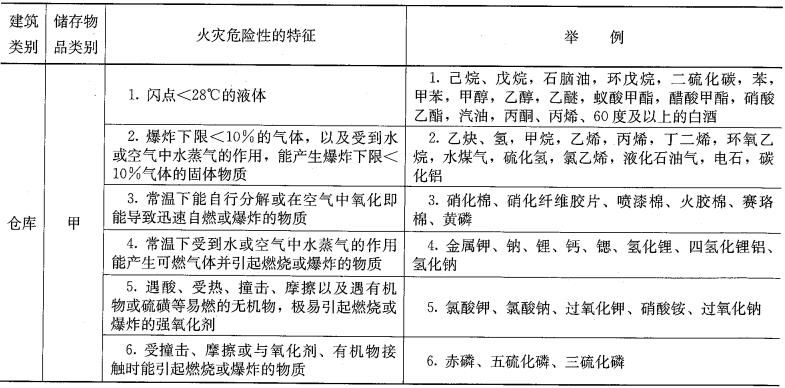 建筑
类别
储存物
品类别
火灾危险性的特征
举 例
仓库
甲
1. 闪点<28℃的液体
1. 己烷、戊烷，石脑油，环戊烷，二硫化碳，苯，
甲苯，甲醇，乙醇，乙醚，蚁酸甲酯，醋酸甲酯，硝酸
乙酯，汽油，丙酮、丙烯、60度及以上的白酒
2. 爆炸下限<10%的气体，以及受到水
或空气中水蒸气的作用，能产生爆炸下限<
10%气体的固体物质
2. 乙炔、氢，甲烷，乙烯，丙烯，丁二烯，环氧乙
烷，水煤气，硫化氢，氯乙烯，液化石油气，电石，碳
化铝
3. 常温下能自行分解或在空气中氧化即
能导致迅速自燃或爆炸的物质
3. 硝化棉、硝化纤维胶片，喷漆棉、火胶棉、赛珞
棉、黄磷
4. 常温下受到水或空气中水蒸气的作用
能产生可燃气体并引起燃烧或爆炸的物质
4. 金属钾、钠、锂、钙、锶、氢化锂、四氢化锂铝、
氢化钠
5. 遇酸、受热、撞击、摩擦以及遇有机
物或硫磺等易燃的无机物，极易引起燃烧或
爆炸的强氧化剂
5. 氯酸钾、氯酸钠、过氧化钾、硝酸铵、过氧化钠
6. 受撞击、摩擦或与氧化剂、有机物接
触时能引起燃烧或爆炸的物质
6. 赤磷、五硫化磷、三硫化磷